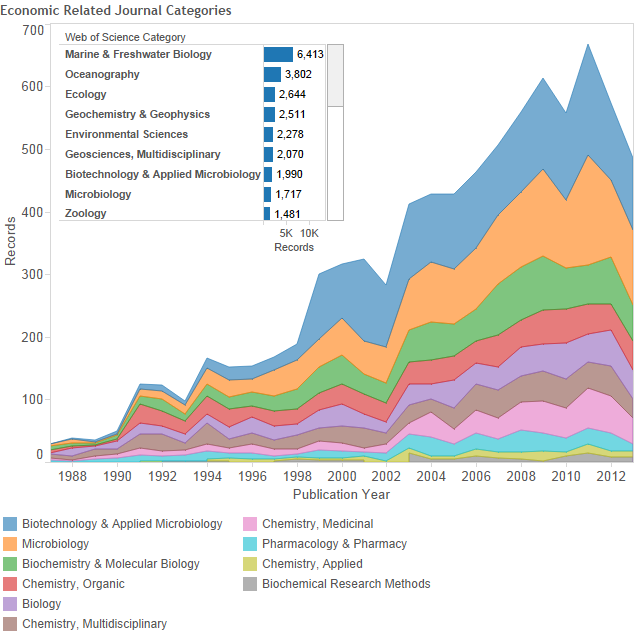 Economic Related Journal Categories
700
600
500
400
300
200
100
0
Records
Web of Science Category
Marine & Freshwater Biology 6,413
Oceanography 3,802
Ecology 2,644
Geochemistry & Geophysics 2,511
Environmental Sciences 2,278
Geosciences, Multidisciplinary 2,070
Biotechnology & Applied Microbiology 1,990
Microbiology 1,717
Zoology 1,481
5K 10K
Records
1988 1990 1992 1994 1996 1998 2000 2002 2004 2006 2008 2010 2012
Publication Year
Biotechnology & Applied Microbiology
Microbiology
Biochemistry & Molecular Biology
Chemistry, Organic
Biology
Chemistry, Multidisciplinary
Chemistry, Medicinal
Pharmacology & Pharmacy
Chemistry, Applied
Biochemical Research Methods